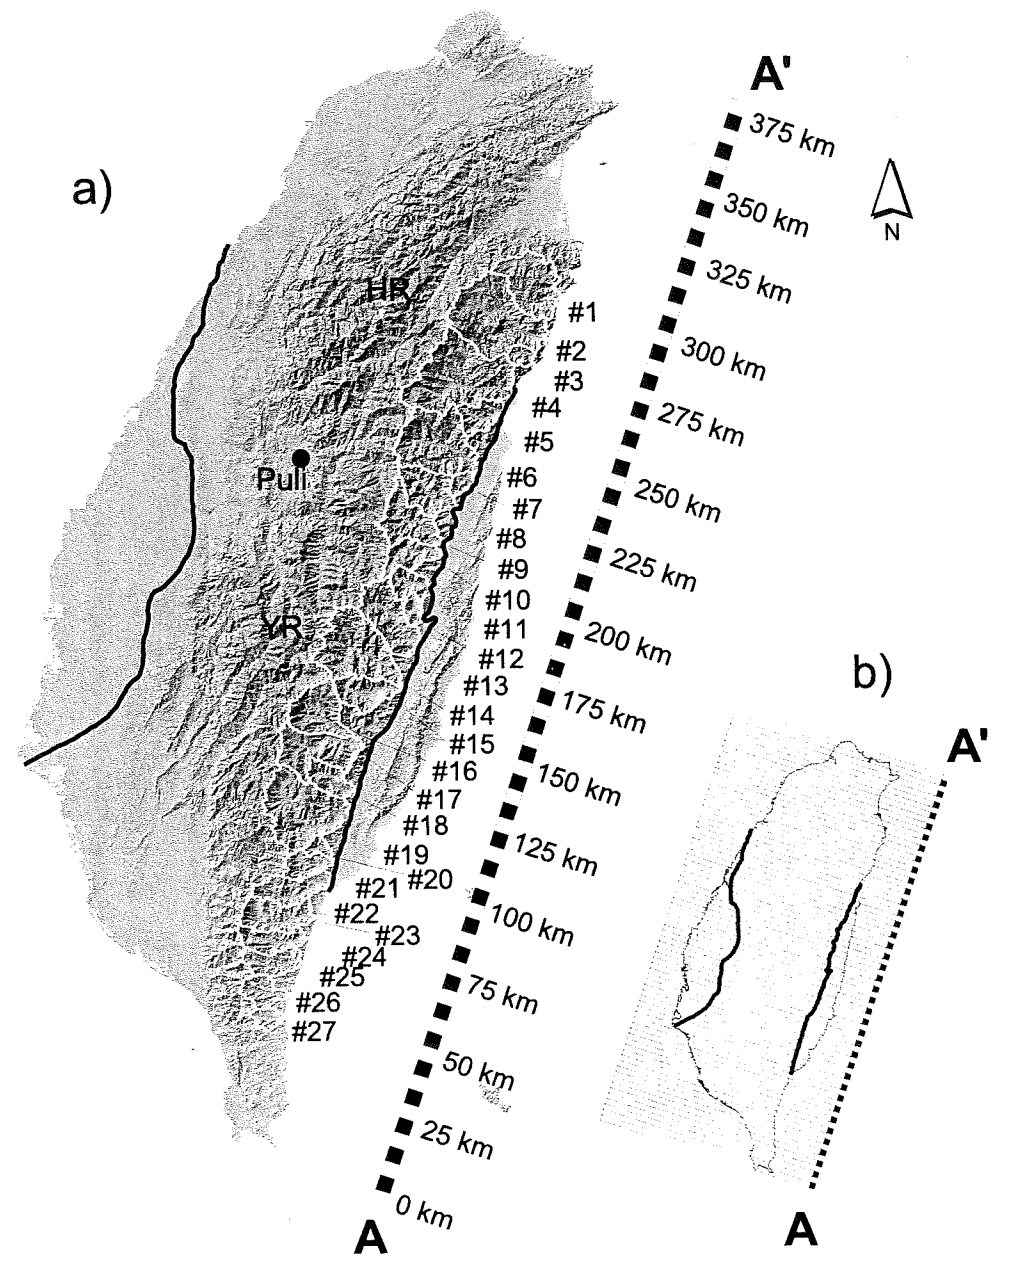 A'
375 km
a)
350 km
N
325 km
HR
#1
300 km
#2
#3
#4
275 km
#5
Puli
#6
250 km
#7
#8
225 km
#9
#10
YR
#11
200 km
#12
b)
#13
175 km
#14
#15
A'
#16
150 km
#17
#18
125 km
#19
#20
#21
#22
100 km
#23
#24
#25
75 km
#26
#27
50 km
25 km
0 km
A
A